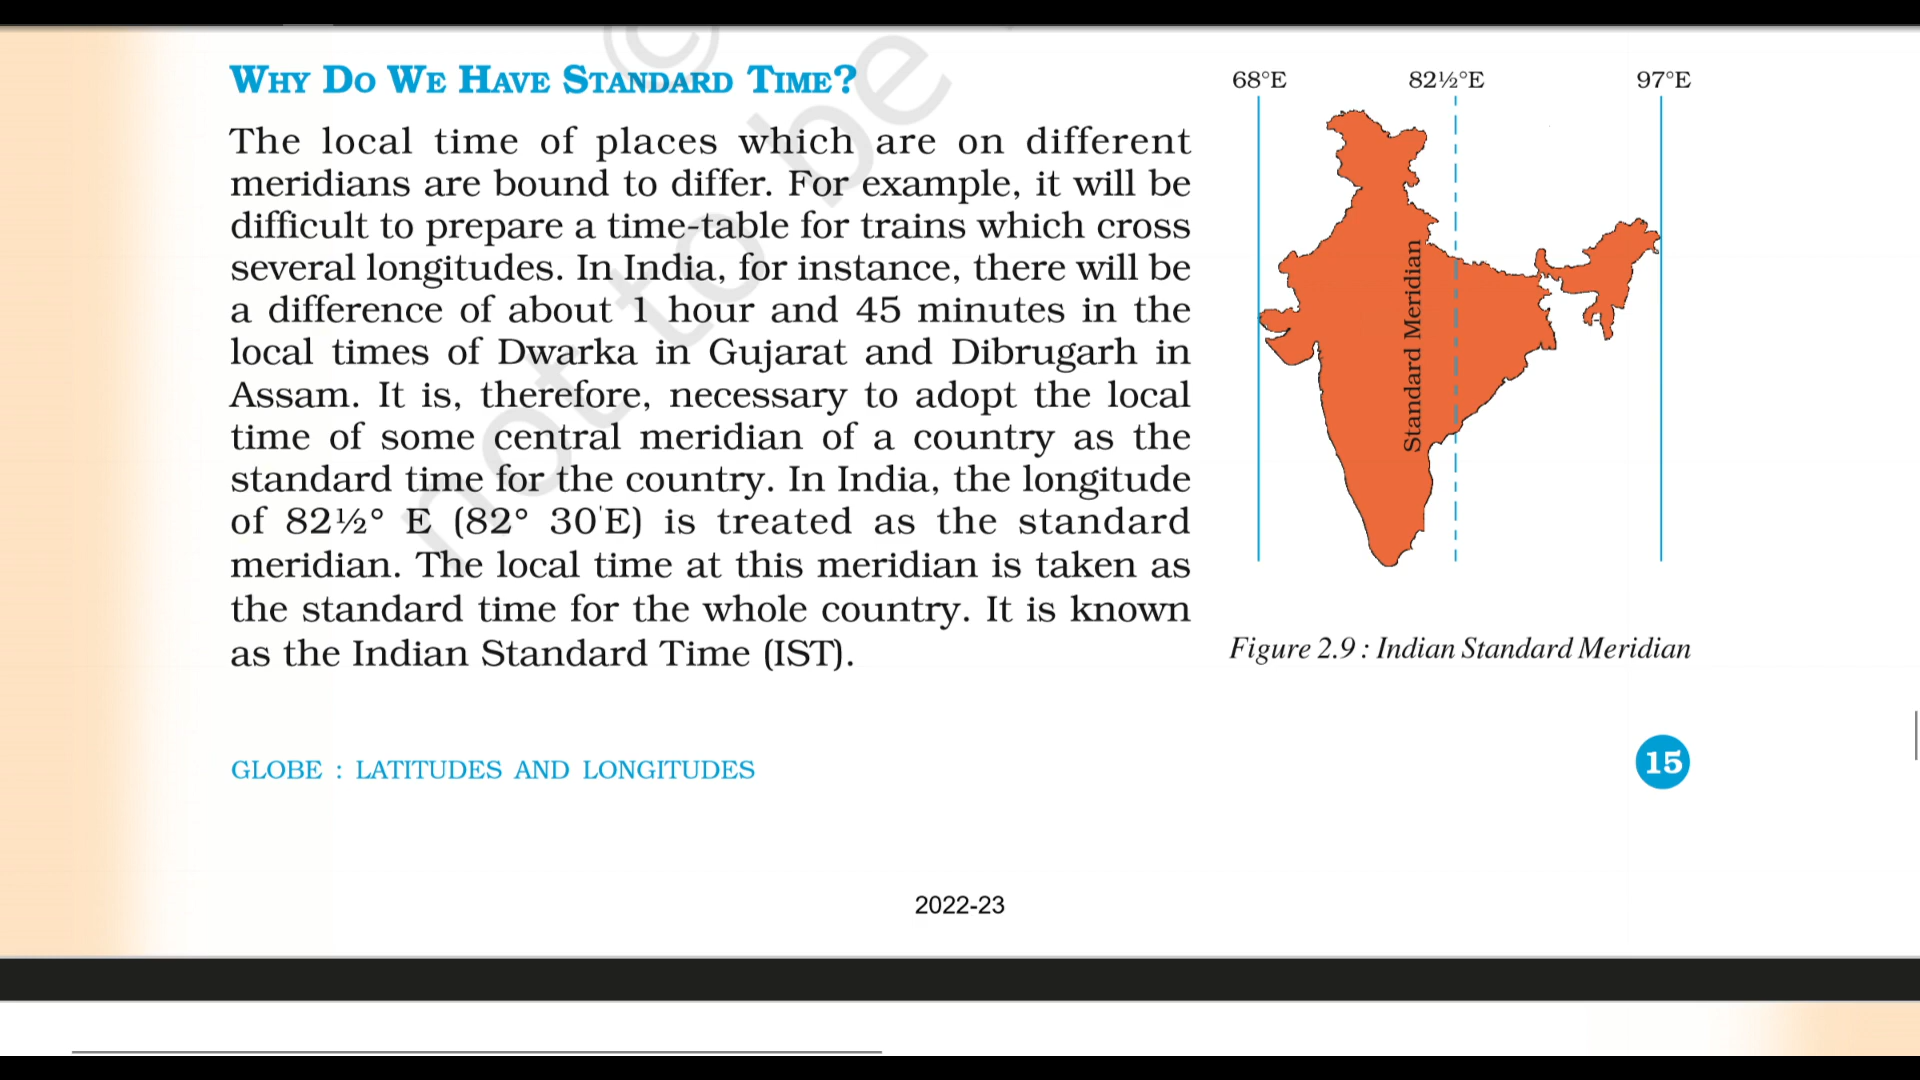 WHY DO WE HAVE STANDARD TIME?
The local time of places which are on different
meridians are bound to differ. For example, it will be
difficult to prepare a time-table for trains which cross
several longitudes. In India, for instance, there will be
a difference of about 1 hour and 45 minutes in the
local times of Dwarka in Gujarat and Dibrugarh in
Assam. It is, therefore, necessary to adopt the local
time of some central meridian of a country as the
standard time for the country. In India, the longitude
of 82½° E (82° 30'E) is treated as the standard
meridian. The local time at this meridian is taken as
the standard time for the whole country. It is known
as the Indian Standard Time (IST).
68°E 82½°E 97°E
Standard Meridian
Figure 2.9 : Indian Standard Meridian
GLOBE : LATITUDES AND LONGITUDES
15
2022-23
© not to be